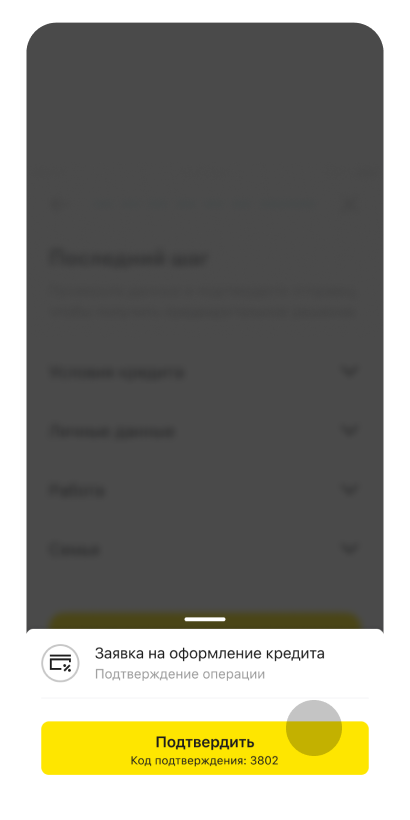 Последний шаг
Условия кредита
Личные данные
Работа
Семья
Заявка на оформление кредита
Подтверждение операции
Подтвердить
Код подтверждения: 3802